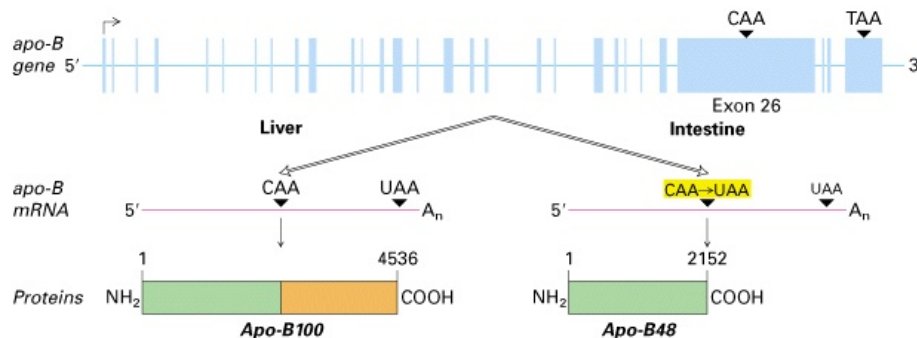 CAA TAA
apo-B
gene 5′ 3′
Exon 26
Liver Intestine
apo-B
mRNA
CAA UAA
5′ Aₙ
CAA→UAA UAA
5′ Aₙ
1 4536
Proteins NH₂ COOH
Apo-B100
1 2152
NH₂ COOH
Apo-B48